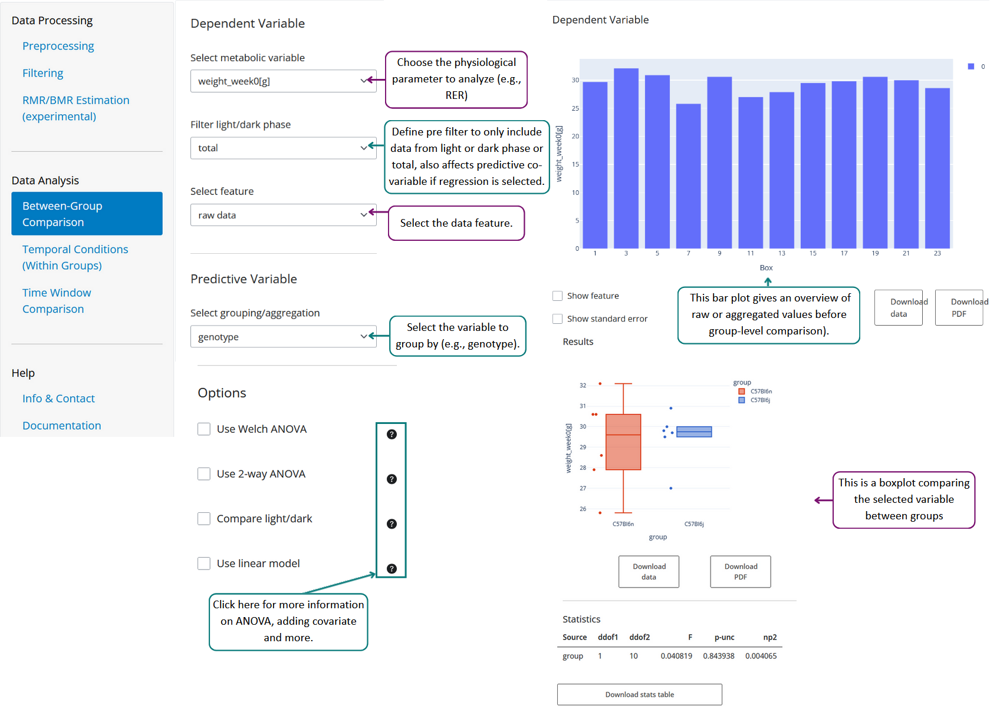 Data Processing
Preprocessing
Filtering
RMR/BMR Estimation
(experimental)
Data Analysis
Between-Group
Comparison
Temporal Conditions
(Within Groups)
Time Window
Comparison
Help
Info & Contact
Documentation
Dependent Variable
Select metabolic variable
weight_week0[g]
Choose the physiological
parameter to analyze (e.g.,
RER)
Filter light/dark phase
total
Define pre filter to only include
data from light or dark phase or
total, also affects predictive co-
variable if regression is selected.
Select feature
raw data
Select the data feature.
Predictive Variable
Select grouping/aggregation
genotype
Select the variable to
group by (e.g., genotype).
Options
Use Welch ANOVA
?
Use 2-way ANOVA
?
Compare light/dark
?
Use linear model
?
Click here for more information
on ANOVA, adding covariate
and more.
Dependent Variable
0
weight_week0[g]
30
25
20
15
10
5
0
1 3 5 7 9 11 13 15 17 19 21 23
Box
Show feature
Show standard error
This bar plot gives an overview of
raw or aggregated values before
group-level comparison).
Download
data
Download
PDF
Results
group
C57Bl6n
C57Bl6j
weight_week0[g]
32
31
30
29
28
27
26
C57Bl6n C57Bl6j
group
This is a boxplot comparing
the selected variable
between groups
Download
data
Download
PDF
Statistics
Source ddof1 ddof2 F p-unc np2
group 1 10 0.040819 0.843938 0.004065
Download stats table